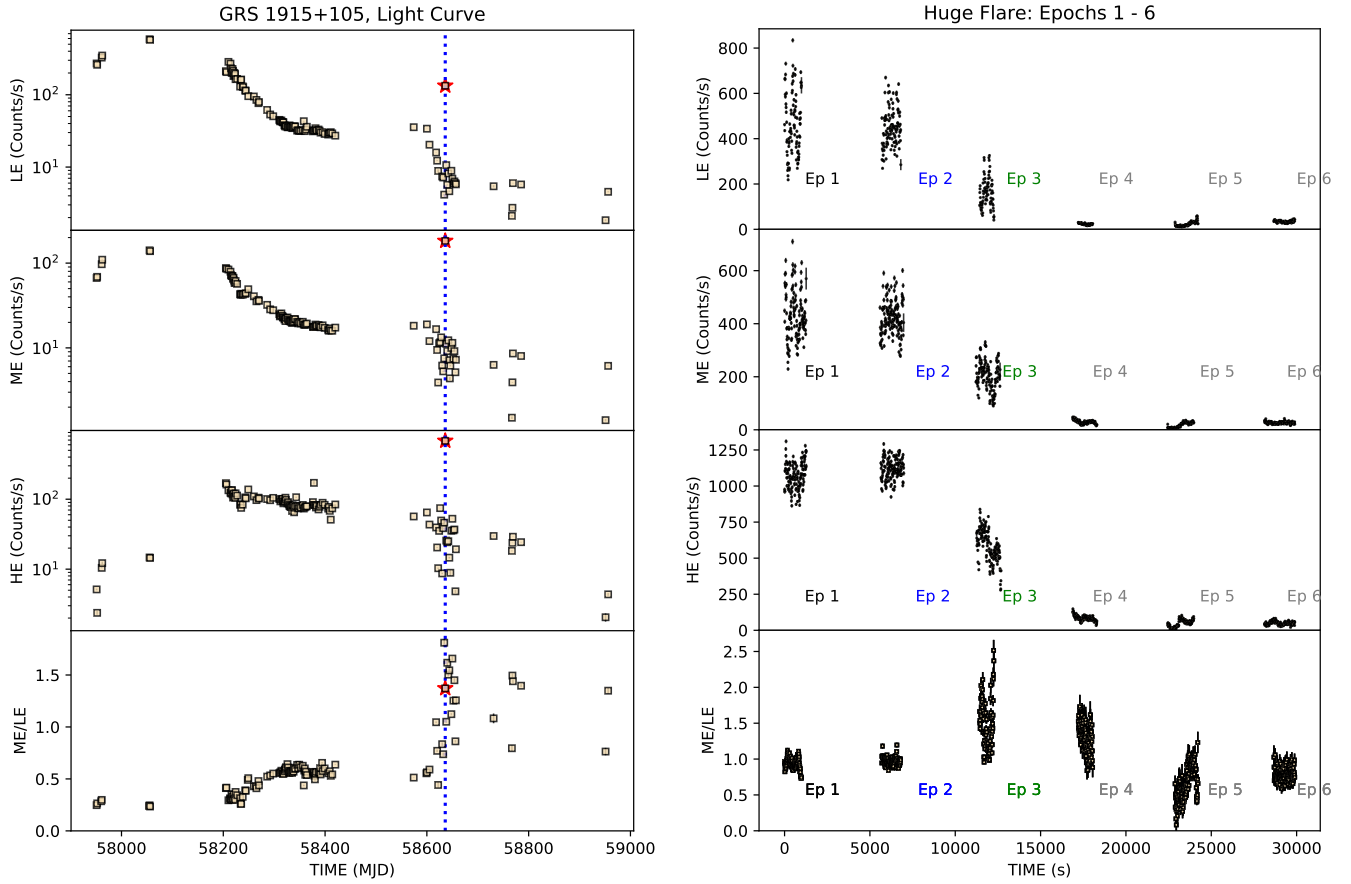 GRS 1915+105, Light Curve
LE (Counts/s)
10²
10¹
ME (Counts/s)
10²
10¹
HE (Counts/s)
10²
10¹
ME/LE
1.5
1.0
0.5
0.0
58000 58200 58400 58600 58800 59000
TIME (MJD)
Huge Flare: Epochs 1 - 6
LE (Counts/s)
800
600
400
200
0
Ep 1 Ep 2 Ep 3 Ep 4 Ep 5 Ep 6
ME (Counts/s)
600
400
200
0
Ep 1 Ep 2 Ep 3 Ep 4 Ep 5 Ep 6
HE (Counts/s)
1250
1000
750
500
250
0
Ep 1 Ep 2 Ep 3 Ep 4 Ep 5 Ep 6
ME/LE
2.5
2.0
1.5
1.0
0.5
0.0
Ep 1 Ep 2 Ep 3 Ep 4 Ep 5 Ep 6
0 5000 10000 15000 20000 25000 30000
TIME (s)